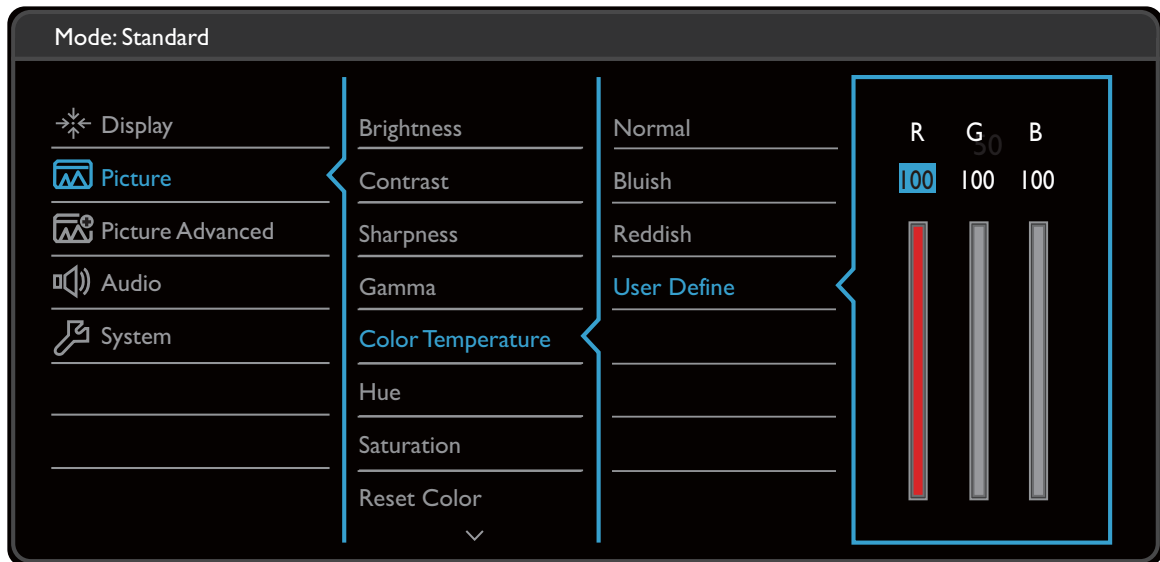 Mode: Standard
Display
Picture
Picture Advanced
Audio
System
Brightness
Contrast
Sharpness
Gamma
Color Temperature
Hue
Saturation
Reset Color
Normal
Bluish
Reddish
User Define
R G B
50
100 100 100